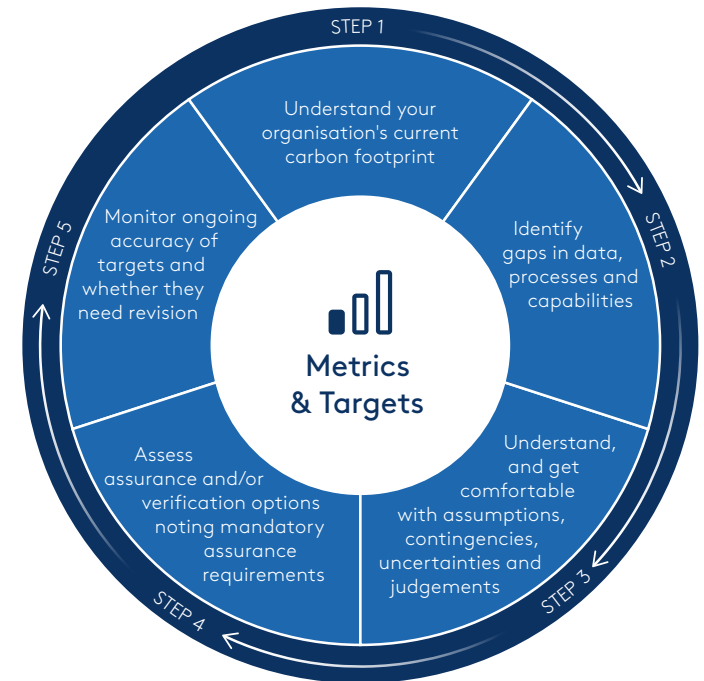 STEP 1
Understand your
organisation's current
carbon footprint
STEP 2
Identify
gaps in data,
processes and
capabilities
STEP 3
Understand,
and get
comfortable
with assumptions,
contingencies,
uncertainties and
judgements
STEP 4
Assess
assurance and/or
verification options
noting mandatory
assurance
requirements
STEP 5
Monitor ongoing
accuracy of
targets and
whether they
need revision
Metrics
& Targets